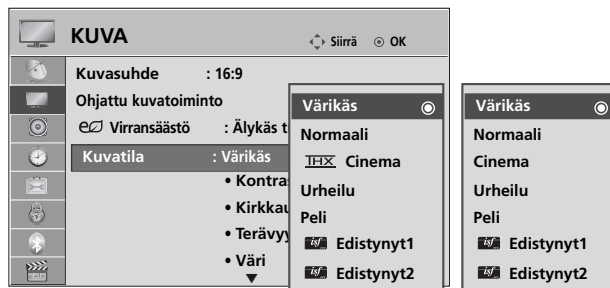 KUVA
Siirrä OK
Kuvasuhde : 16:9
Ohjattu kuvatoiminto
Virransäästö : Älykäs t
Kuvatila : Värikäs
• Kontra
• Kirkkau
• Terävyy
• Väri
Värikäs
Normaali
THX Cinema
Urheilu
Peli
isf Edistynyt1
isf Edistynyt2
Värikäs
Normaali
Cinema
Urheilu
Peli
isf Edistynyt1
isf Edistynyt2